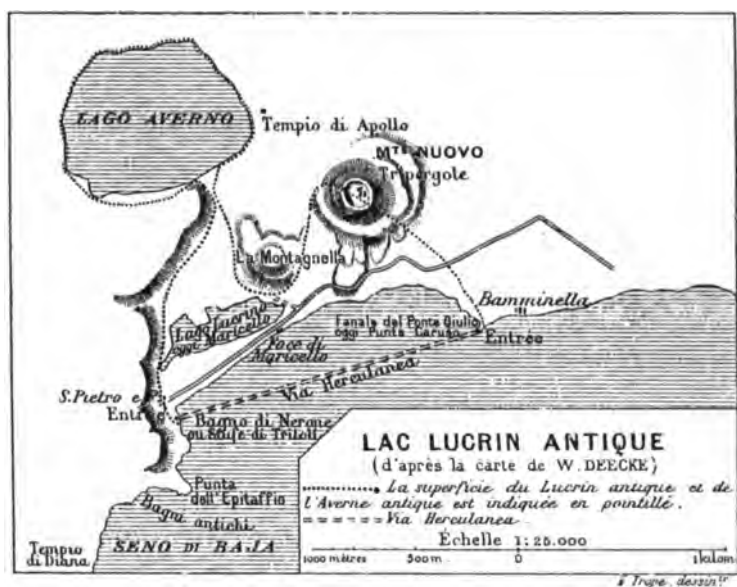 LAGO AVERNO
Tempio di Apollo
Mte NUOVO
Tripergole
La Montagnella
Lago Lucrino
oggi Maricello
Foce di
Maricello
Fanale del Ponte Giulio
oggi Punta Caruso
Bamminella
Entrée
Via Herculanea
S. Pietro
Bagno di Nerone
ou Stufe di Tritoli
Punta
dell'Epitaffio
Bagni antichi
SENO DI BAJA
Tempio
di Diana
LAC LUCRIN ANTIQUE
(d'après la carte de W. DEECKE)
La superficie du Lucrin antique et de
l'Averne antique est indiquée en pointillé.
Via Herculanea
Échelle 1:25.000
1000 mètres 500 m 0 1 kilom